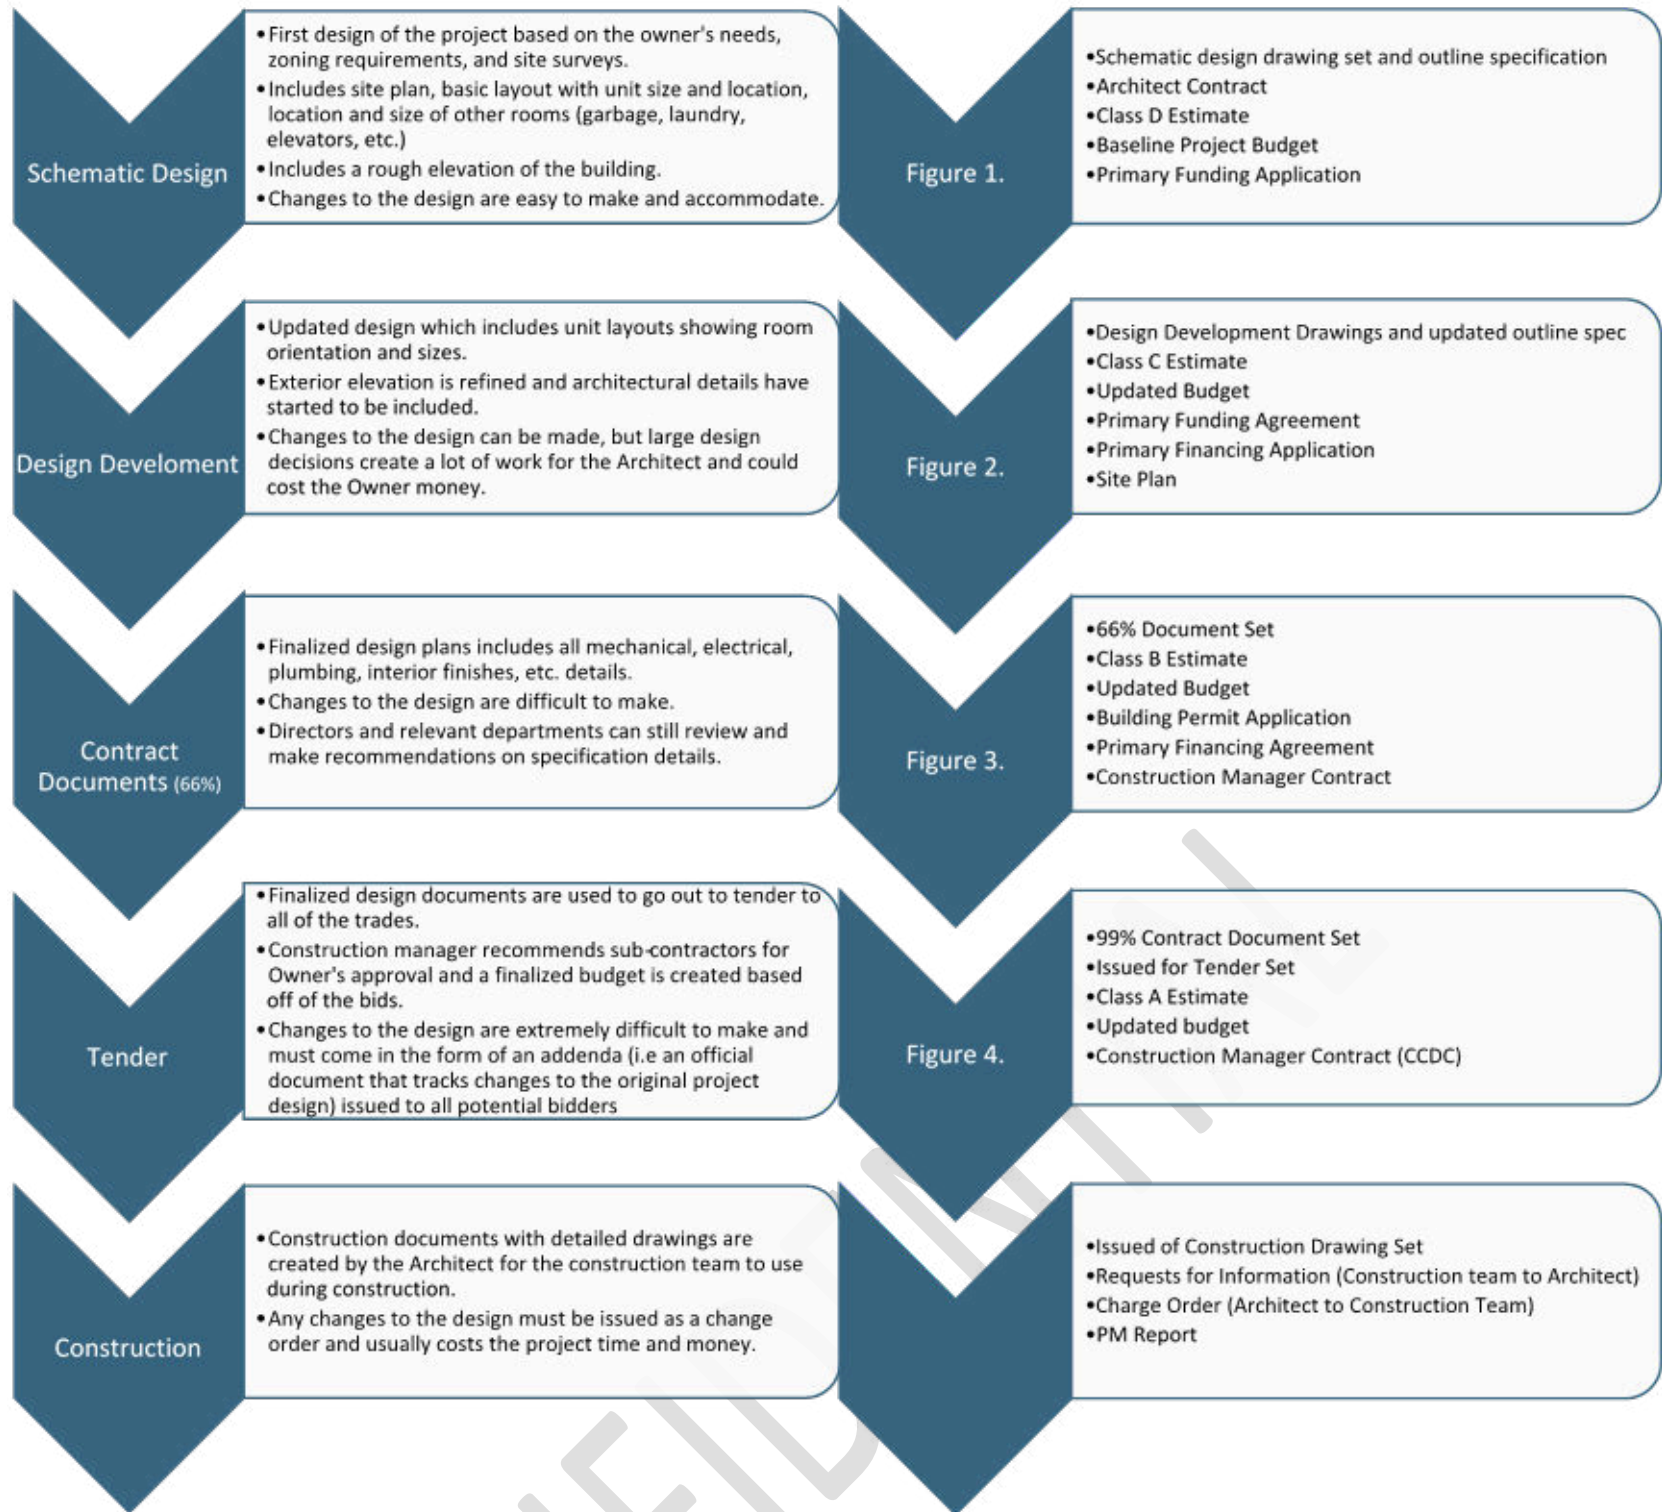 •First design of the project based on the owner's needs,
zoning requirements, and site surveys.
•Includes site plan, basic layout with unit size and location,
location and size of other rooms (garbage, laundry,
elevators, etc.)
Schematic Design
•Includes a rough elevation of the building.
•Changes to the design are easy to make and accommodate.
Figure 1.
•Schematic design drawing set and outline specification
•Architect Contract
•Class D Estimate
•Baseline Project Budget
•Primary Funding Application
Design Develoment
•Updated design which includes unit layouts showing room
orientation and sizes.
•Exterior elevation is refined and architectural details have
started to be included.
•Changes to the design can be made, but large design
decisions create a lot of work for the Architect and could
cost the Owner money.
Figure 2.
•Design Development Drawings and updated outline spec
•Class C Estimate
•Updated Budget
•Primary Funding Agreement
•Primary Financing Application
•Site Plan
Contract
Documents (66%)
•Finalized design plans includes all mechanical, electrical,
plumbing, interior finishes, etc. details.
•Changes to the design are difficult to make.
•Directors and relevant departments can still review and
make recommendations on specification details.
Figure 3.
•66% Document Set
•Class B Estimate
•Updated Budget
•Building Permit Application
•Primary Financing Agreement
•Construction Manager Contract
Tender
•Finalized design documents are used to go out to tender to
all of the trades.
•Construction manager recommends sub-contractors for
Owner's approval and a finalized budget is created based
off of the bids.
•Changes to the design are extremely difficult to make and
must come in the form of an addenda (i.e an official
document that tracks changes to the original project
design) issued to all potential bidders
Figure 4.
•99% Contract Document Set
•Issued for Tender Set
•Class A Estimate
•Updated budget
•Construction Manager Contract (CCDC)
Construction
•Construction documents with detailed drawings are
created by the Architect for the construction team to use
during construction.
•Any changes to the design must be issued as a change
order and usually costs the project time and money.
•Issued of Construction Drawing Set
•Requests for Information (Construction team to Architect)
•Charge Order (Architect to Construction Team)
•PM Report